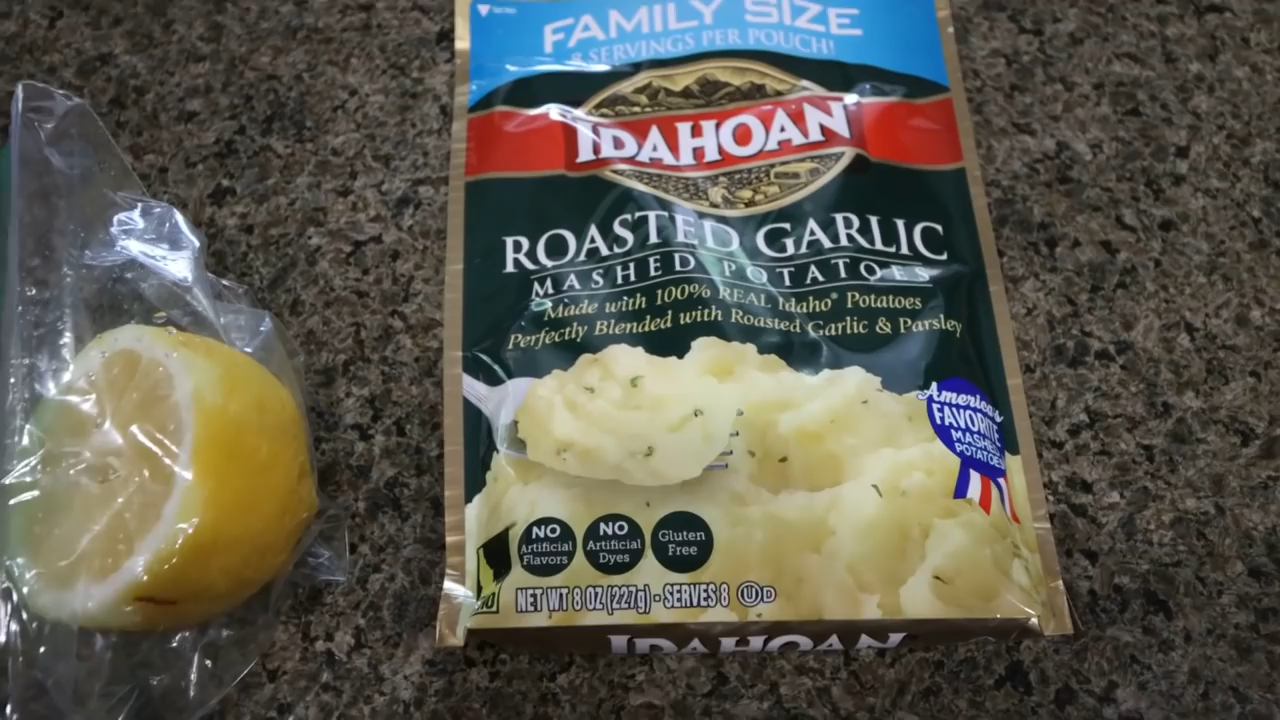 FAMILY SIZE
8 SERVINGS PER POUCH!
IDAHOAN
ROASTED GARLIC
MASHED POTATOES
Made with 100% REAL Idaho® Potatoes
Perfectly Blended with Roasted Garlic & Parsley
America's
FAVORITE
MASHED
POTATOES
NO
Artificial
Flavors
NO
Artificial
Dyes
Gluten
Free
NET WT 8 OZ (227g) - SERVES 8 U D
IDAHOAN